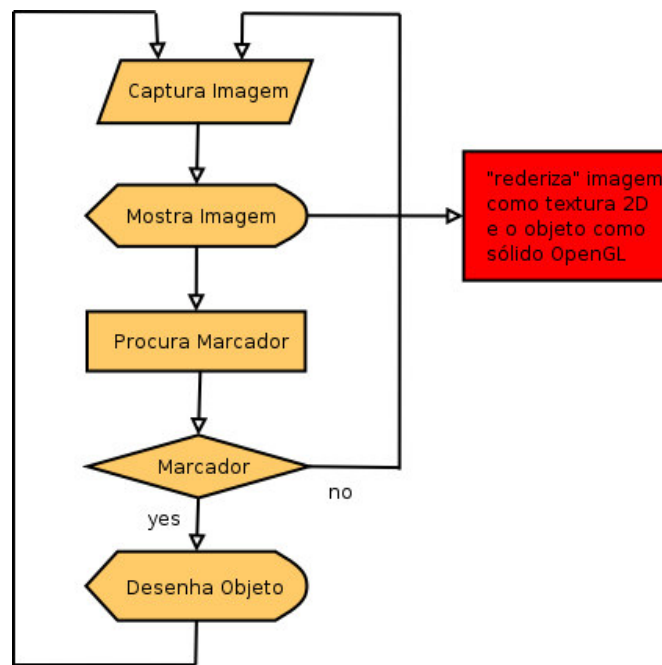 Captura Imagem
Mostra Imagem
"rederiza" imagem
como textura 2D
e o objeto como
sólido OpenGL
Procura Marcador
Marcador
no
yes
Desenha Objeto